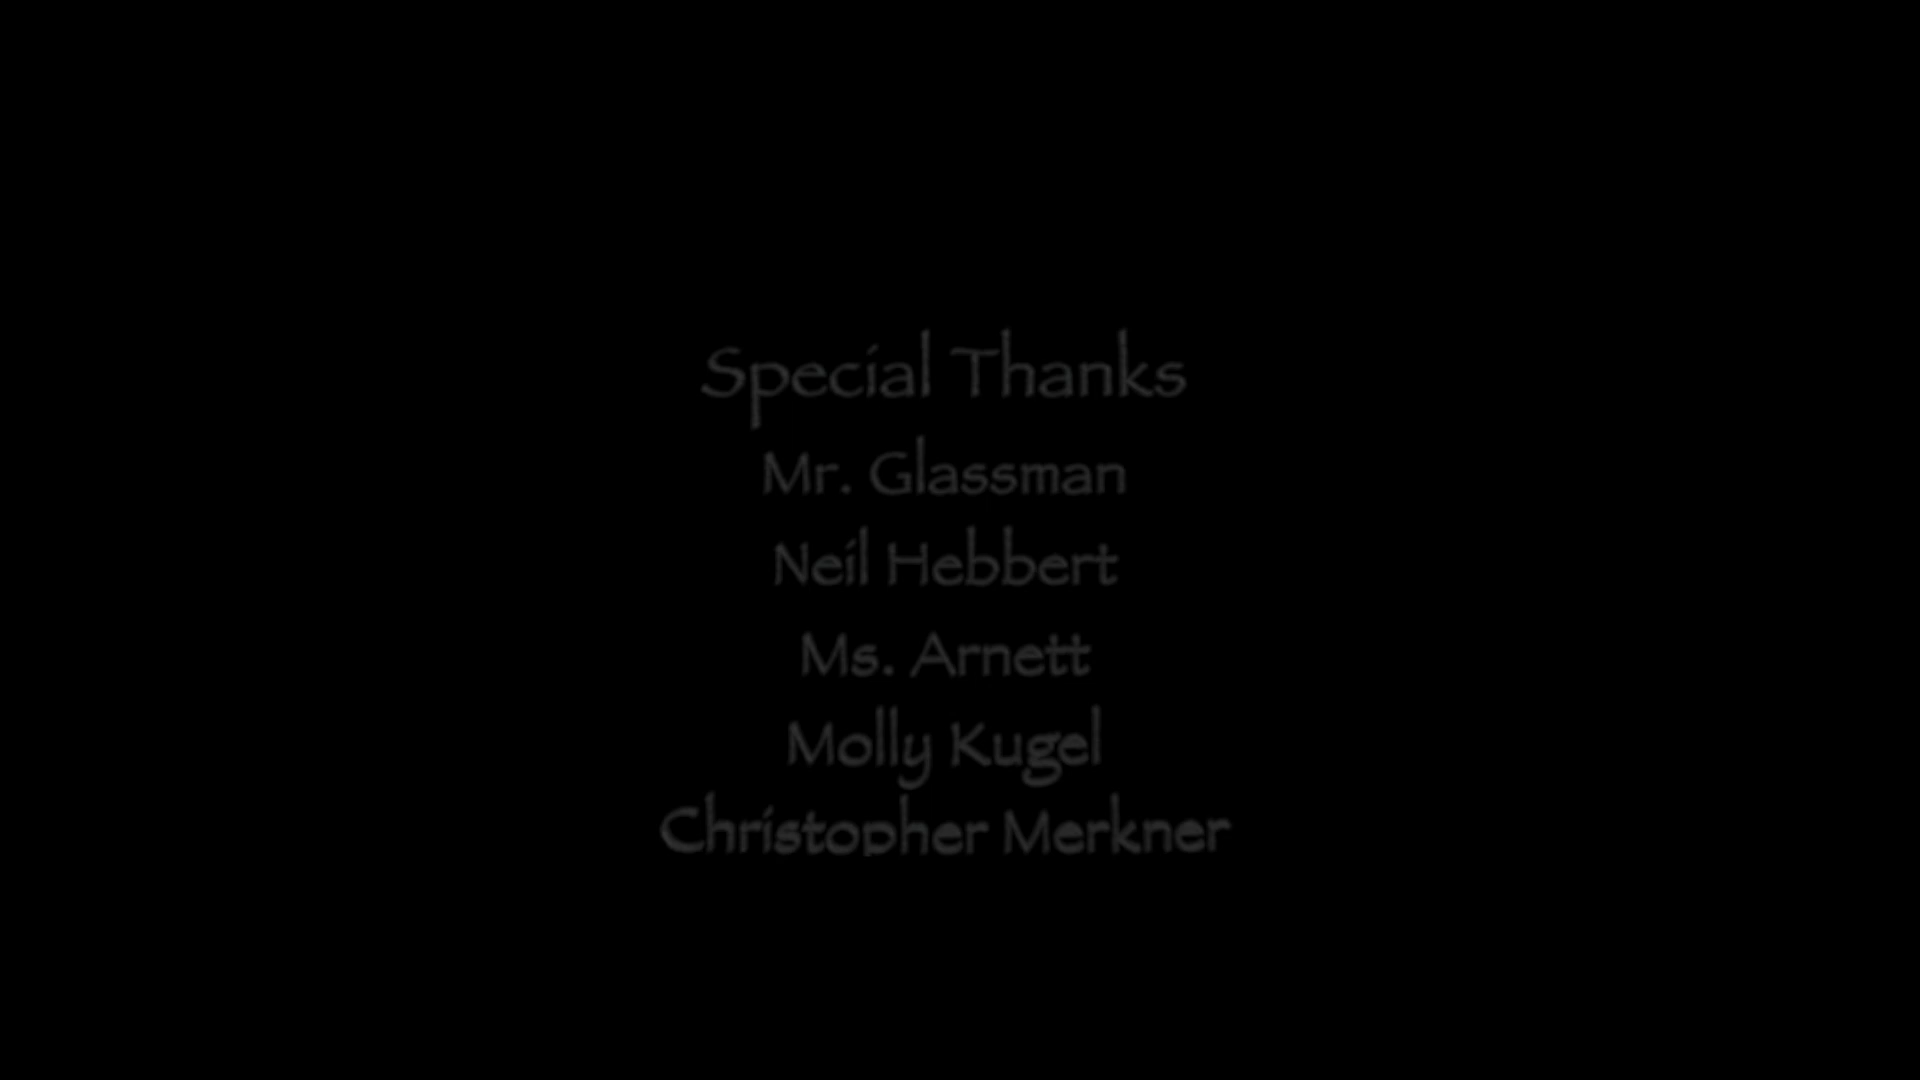 Special Thanks
Mr. Glassman
Neil Hebbert
Ms. Arnett
Molly Kugel
Christopher Merkner